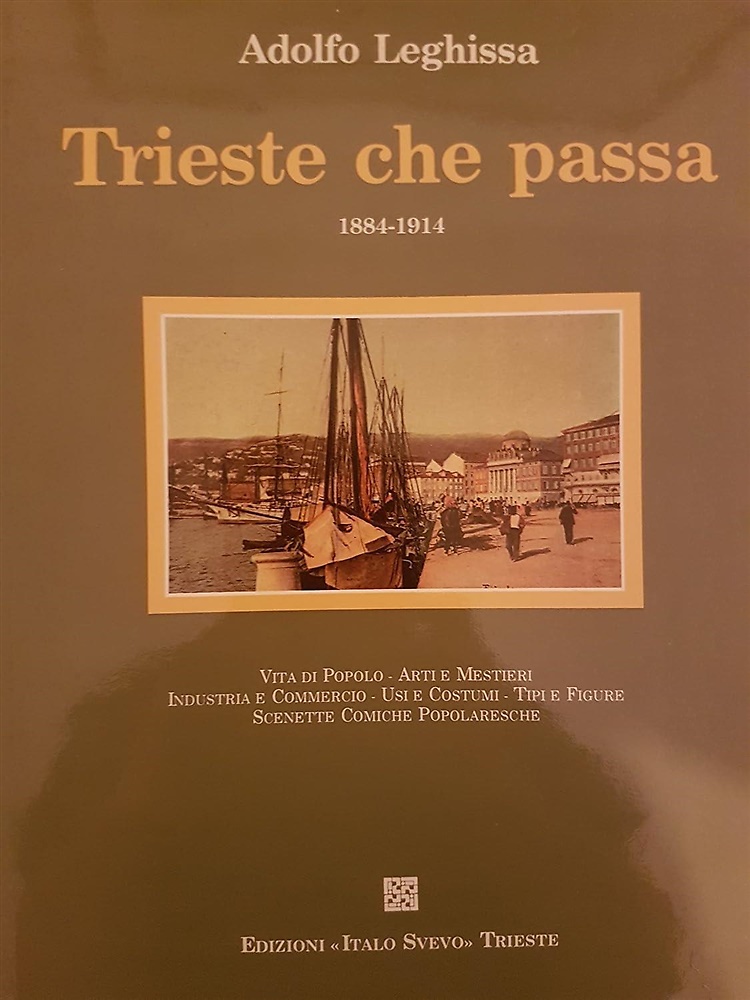 Adolfo Leghissa
Trieste che passa
1884-1914
VITA DI POPOLO - ARTI E MESTIERI
INDUSTRIA E COMMERCIO - USI E COSTUMI - TIPI E FIGURE
SCENETTE COMICHE POPOLARESCHE
EDIZIONI «ITALO SVEVO» TRIESTE